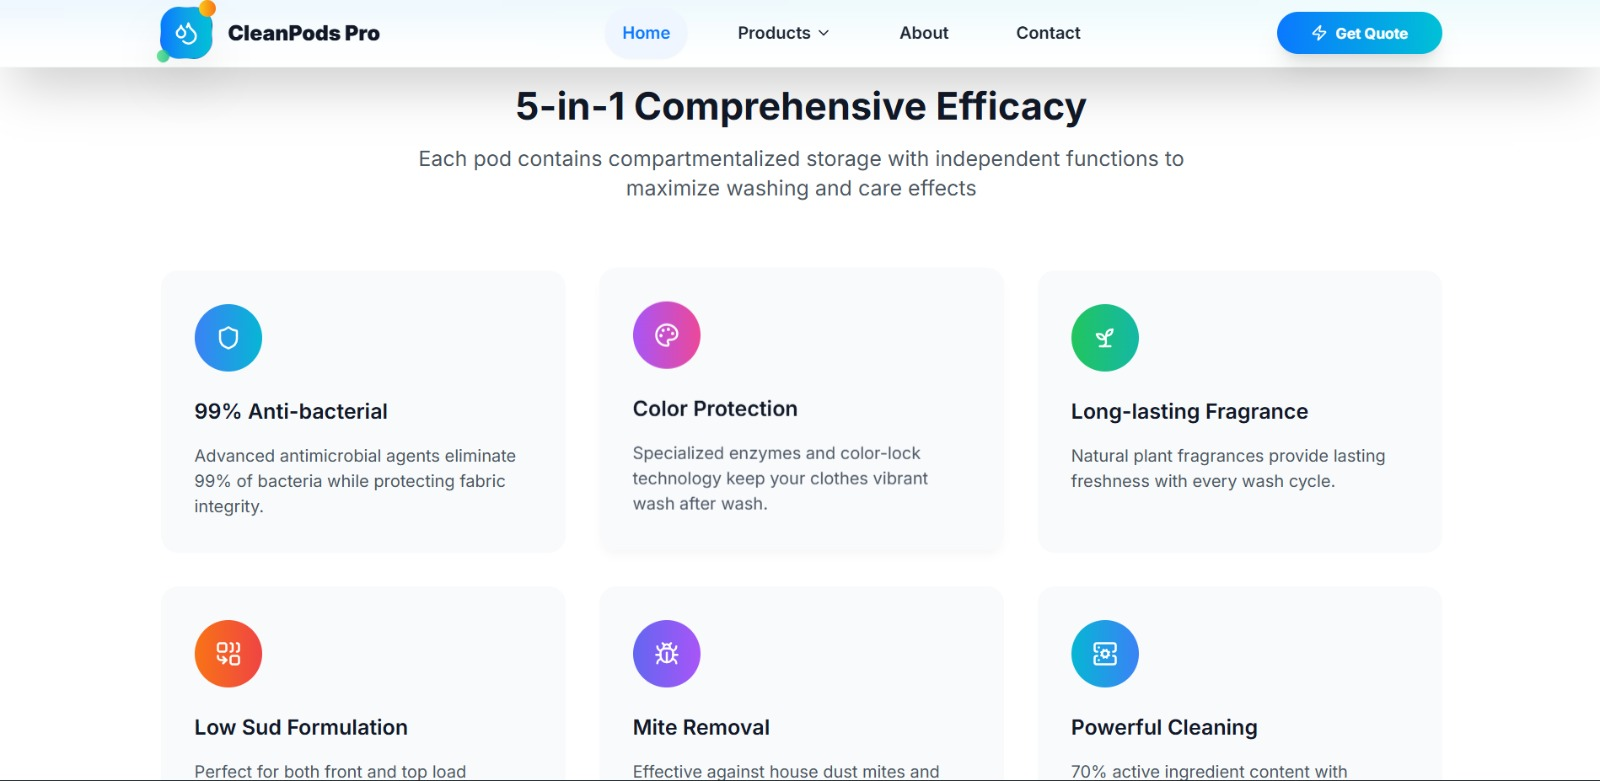 CleanPods Pro
Home
Products
About
Contact
Get Quote
5-in-1 Comprehensive Efficacy
Each pod contains compartmentalized storage with independent functions to
maximize washing and care effects
99% Anti-bacterial
Advanced antimicrobial agents eliminate
99% of bacteria while protecting fabric
integrity.
Color Protection
Specialized enzymes and color-lock
technology keep your clothes vibrant
wash after wash.
Long-lasting Fragrance
Natural plant fragrances provide lasting
freshness with every wash cycle.
Low Sud Formulation
Perfect for both front and top load
Mite Removal
Effective against house dust mites and
Powerful Cleaning
70% active ingredient content with